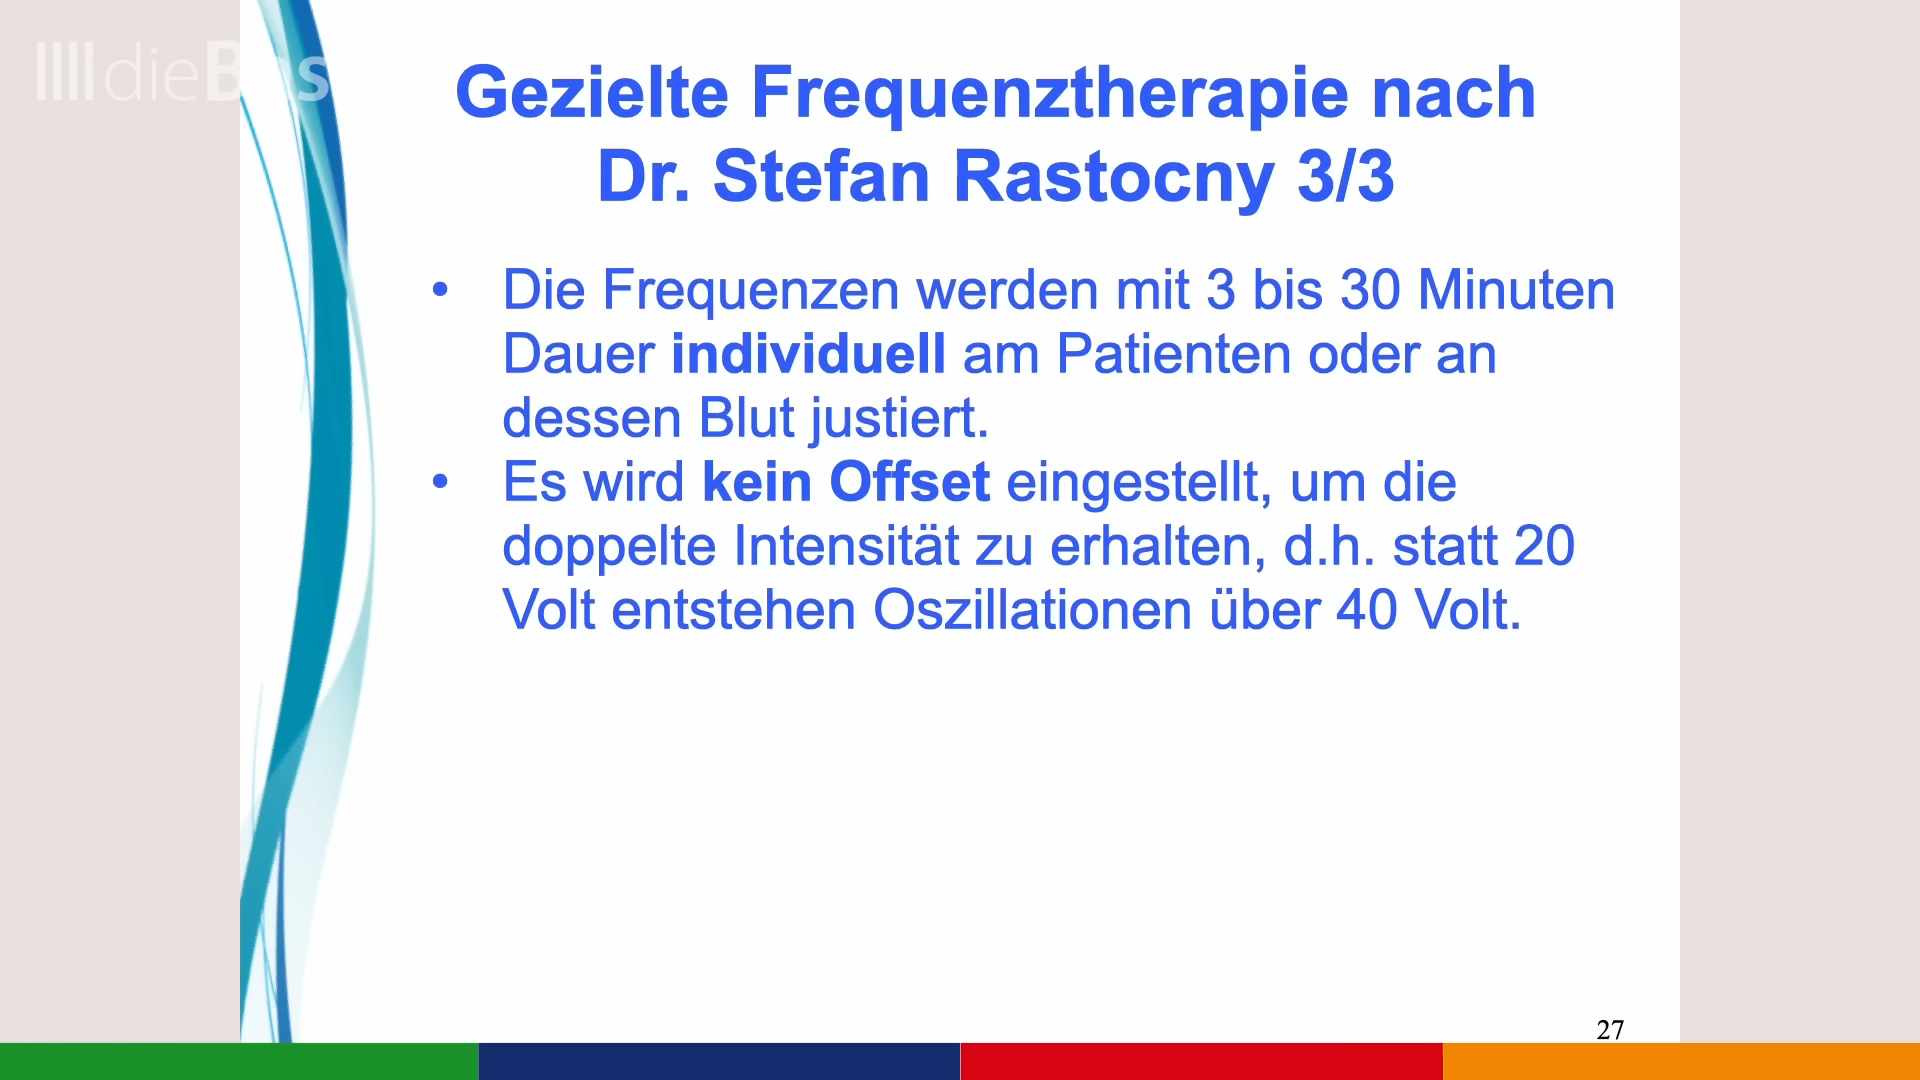 dieBas
Gezielte Frequenztherapie nach
Dr. Stefan Rastocny 3/3
• Die Frequenzen werden mit 3 bis 30 Minuten
Dauer individuell am Patienten oder an
dessen Blut justiert.
• Es wird kein Offset eingestellt, um die
doppelte Intensität zu erhalten, d.h. statt 20
Volt entstehen Oszillationen über 40 Volt.
27